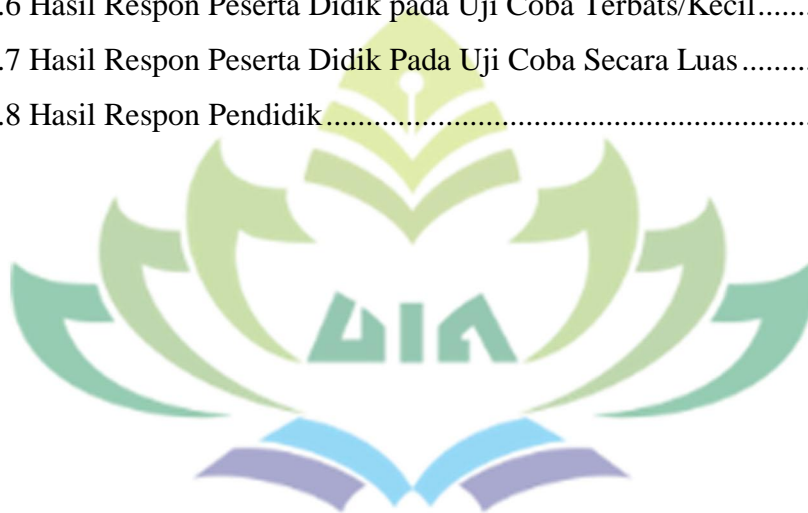 .6 Hasil Respon Peserta Didik pada Uji Coba Terbats/Kecil.......
.7 Hasil Respon Peserta Didik Pada Uji Coba Secara Luas.........
.8 Hasil Respon Pendidik.............................................................
UIN